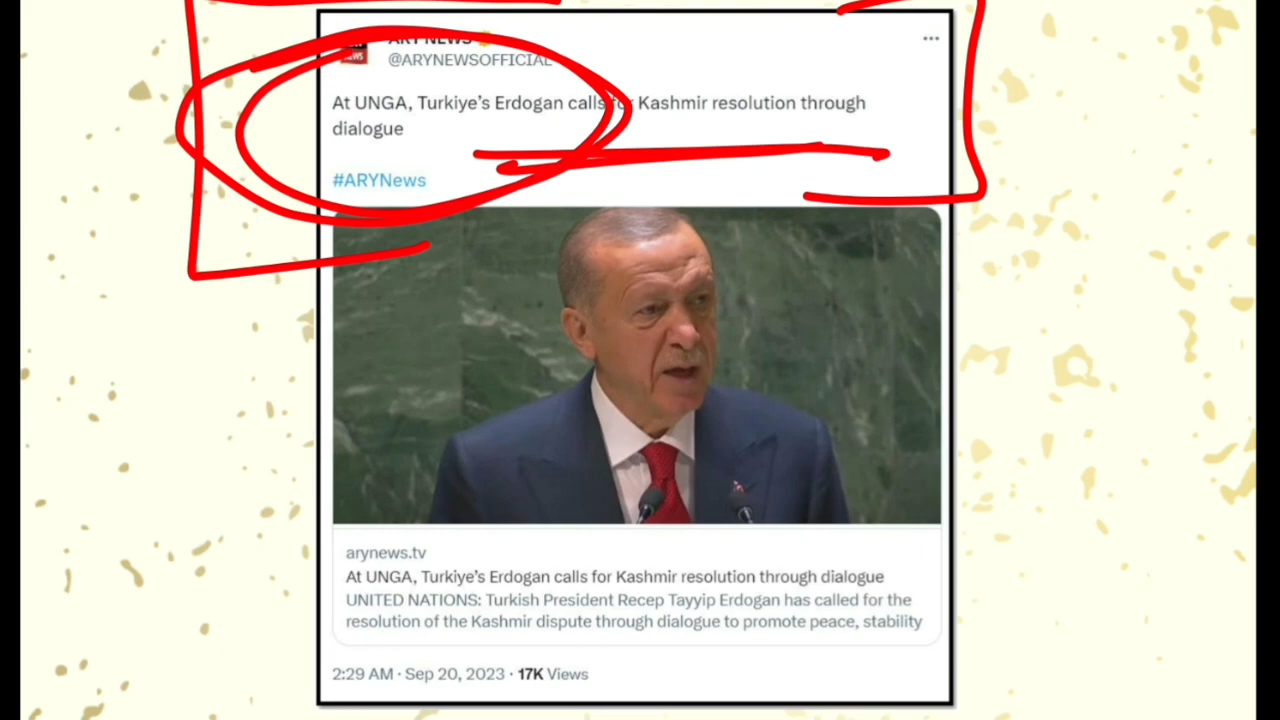 ARY NEWS
@ARYNEWSOFFICIAL
At UNGA, Turkiye's Erdogan calls for Kashmir resolution through
dialogue
#ARYNews
arynews.tv
At UNGA, Turkiye's Erdogan calls for Kashmir resolution through dialogue
UNITED NATIONS: Turkish President Recep Tayyip Erdogan has called for the
resolution of the Kashmir dispute through dialogue to promote peace, stability
2:29 AM · Sep 20, 2023 · 17K Views